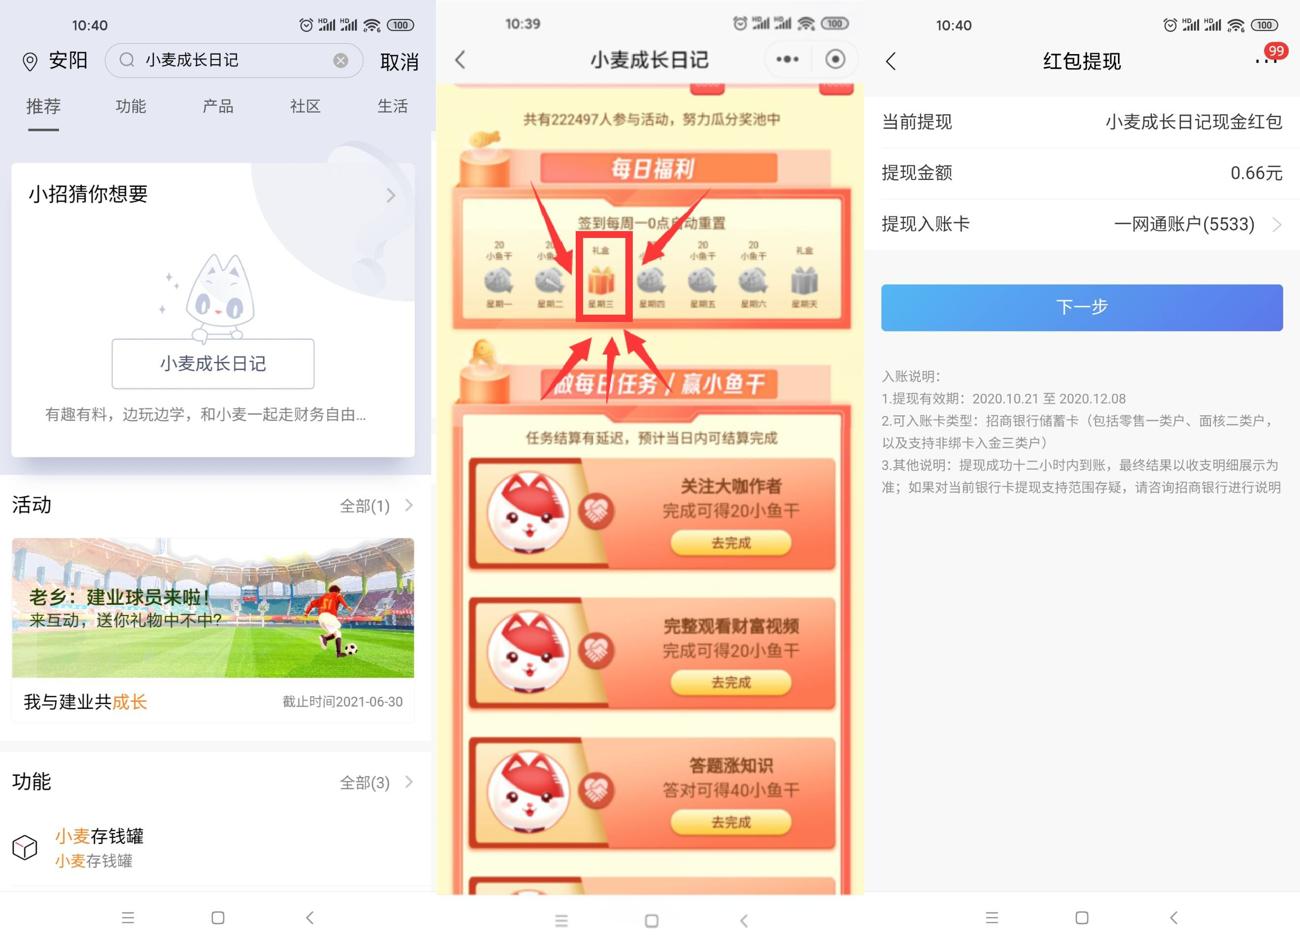 10:40
100
安阳
小麦成长日记
取消
推荐
功能
产品
社区
生活
小招猜你想要
小麦成长日记
有趣有料，边玩边学，和小麦一起走财务自由...
活动
全部(1)
老乡：建业球员来啦！
来互动，送你礼物中不中？
我与建业共成长
截止时间2021-06-30
功能
全部(3)
小麦存钱罐
小麦存钱罐
10:39
100
小麦成长日记
共有222497人参与活动，努力瓜分奖池中
每日福利
签到每周一0点自动重置
20
小鱼干
星期一
星期二
礼盒
星期三
星期四
20
小鱼干
星期五
20
小鱼干
星期六
礼盒
星期天
做每日任务/赢小鱼干
任务结算有延迟，预计当日内可结算完成
关注大咖作者
完成可得20小鱼干
去完成
完整观看财富视频
完成可得20小鱼干
去完成
答题涨知识
答对可得40小鱼干
去完成
10:40
100
红包提现
99
当前提现
小麦成长日记现金红包
提现金额
0.66元
提现入账卡
一网通账户(5533)
下一步
入账说明：
1.提现有效期：2020.10.21 至 2020.12.08
2.可入账卡类型：招商银行储蓄卡（包括零售一类户、面核二类户，
以及支持非绑卡入金三类户）
3.其他说明：提现成功十二小时内到账，最终结果以收支明细展示为
准；如果对当前银行卡提现支持范围存疑，请咨询招商银行进行说明